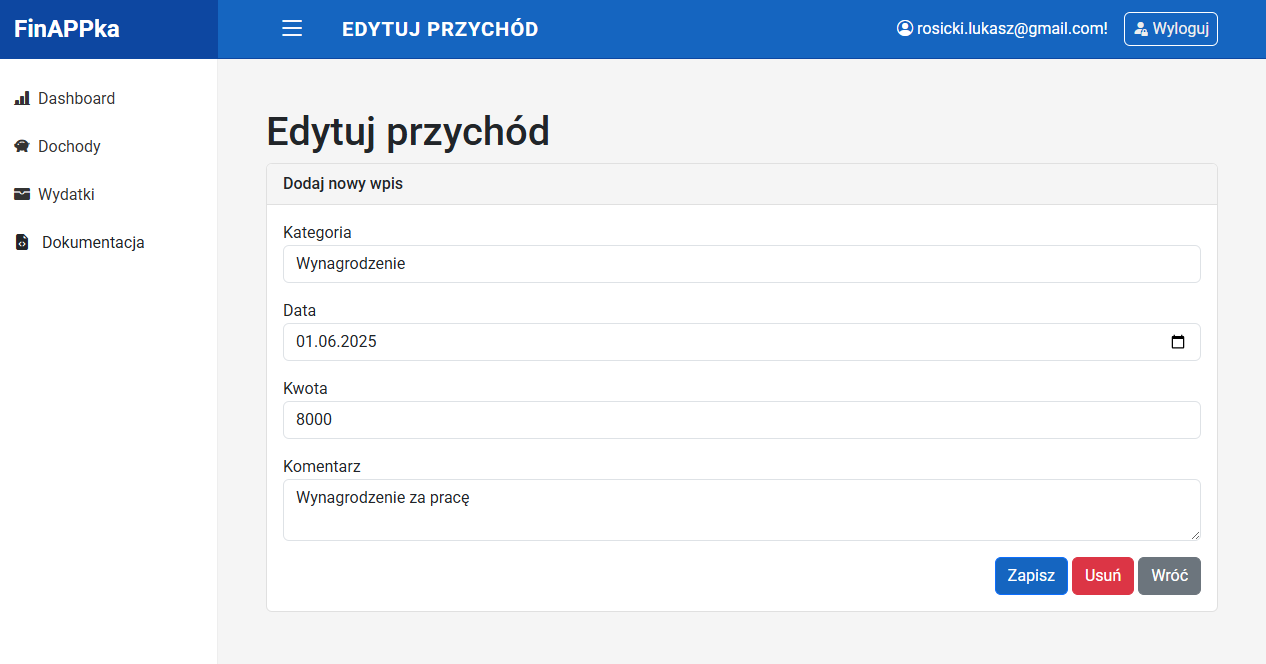 FinAPPka
EDYTUJ PRZYCHÓD
rosicki.lukasz@gmail.com!
Wyloguj
Dashboard
Dochody
Wydatki
Dokumentacja
Edytuj przychód
Dodaj nowy wpis
Kategoria
Wynagrodzenie
Data
01.06.2025
Kwota
8000
Komentarz
Wynagrodzenie za pracę
Zapisz
Usuń
Wróć